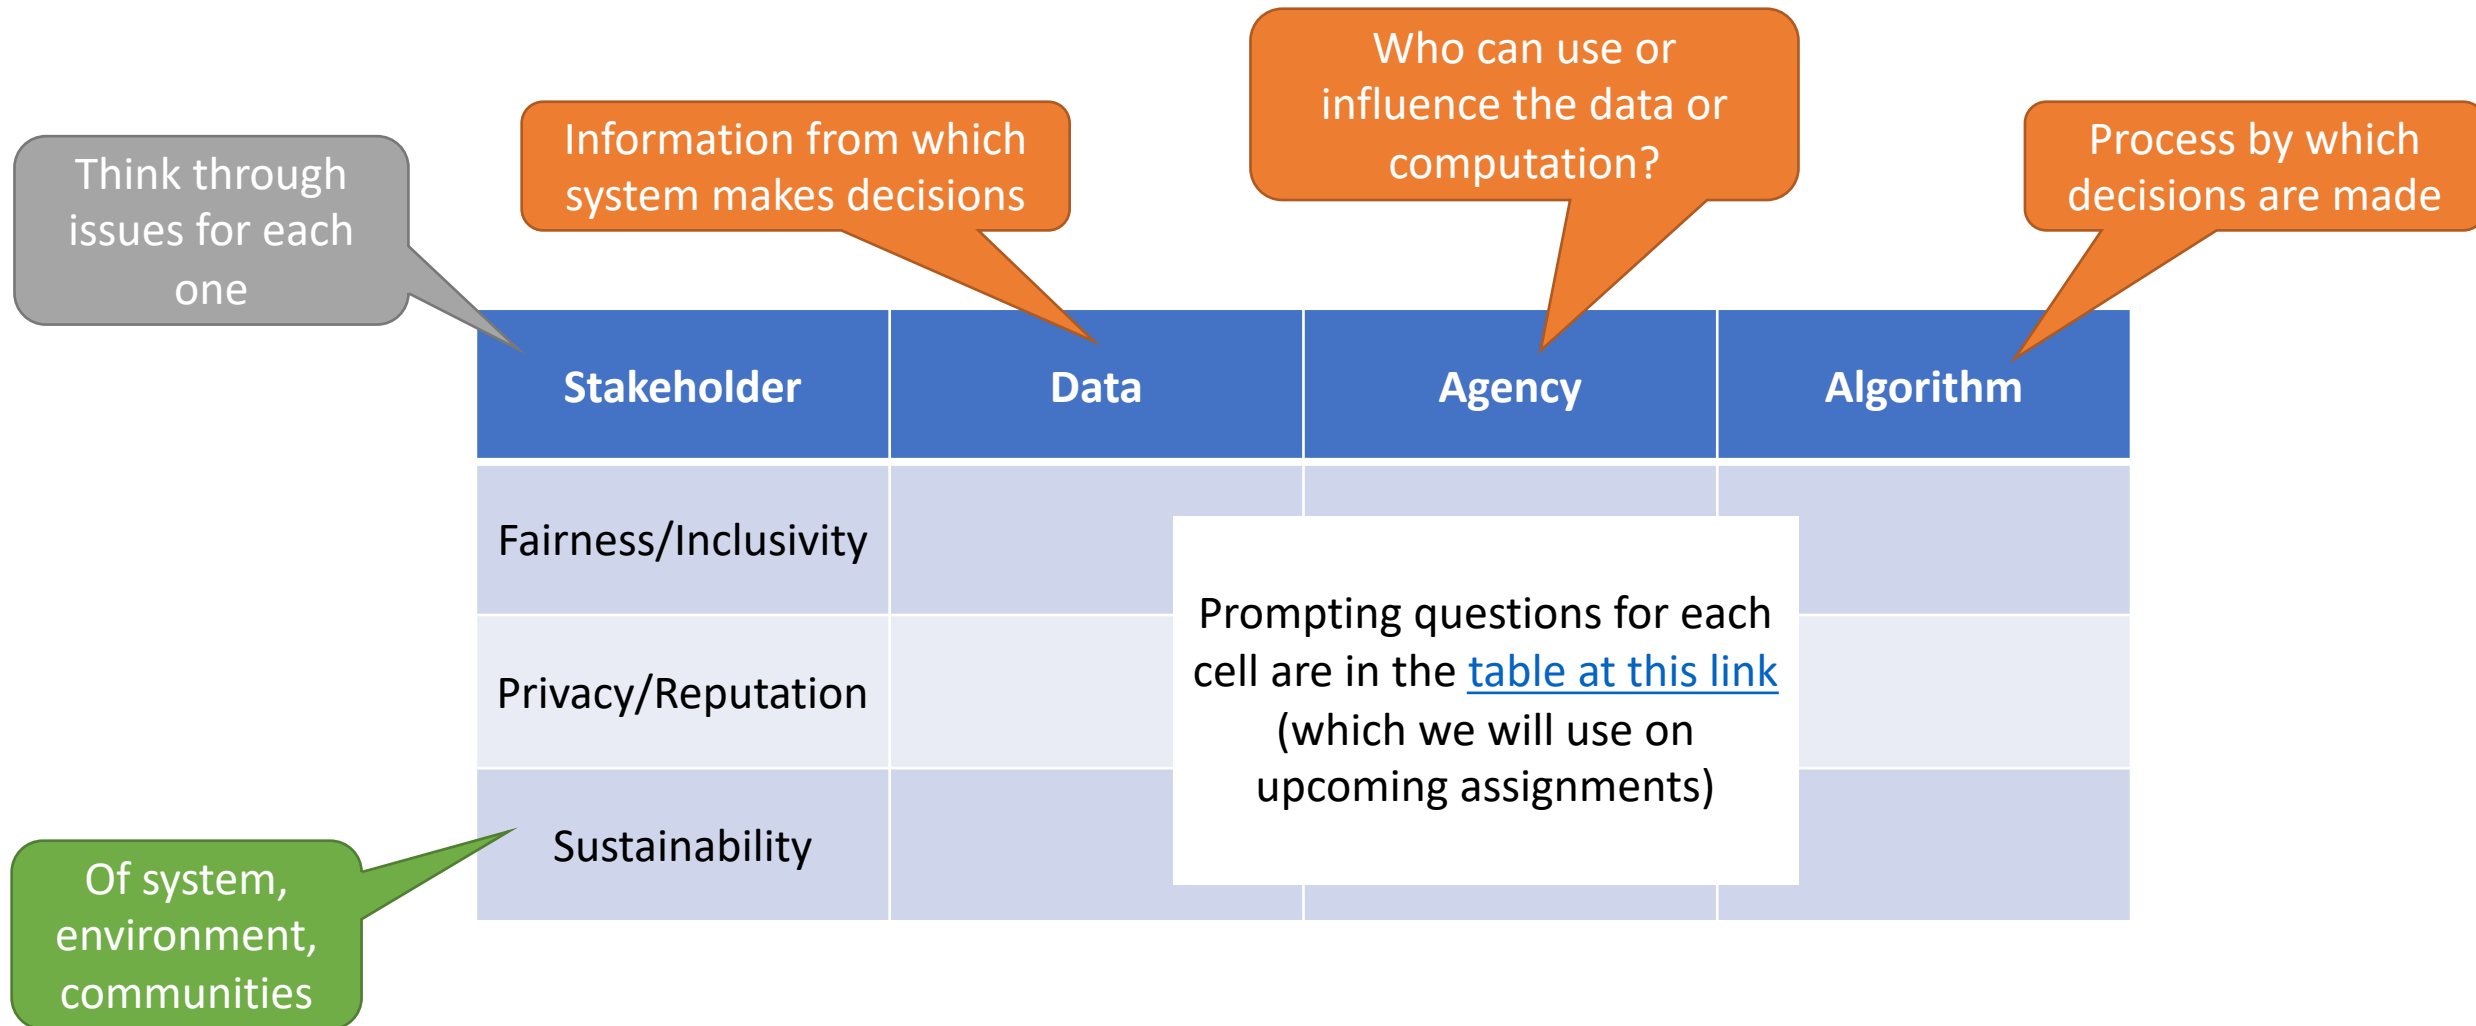 Think through
issues for each
one
Information from which
system makes decisions
Who can use or
influence the data or
computation?
Process by which
decisions are made
Stakeholder
Data
Agency
Algorithm
Fairness/Inclusivity
Privacy/Reputation
Sustainability
Prompting questions for each
cell are in the table at this link
(which we will use on
upcoming assignments)
Of system,
environment,
communities